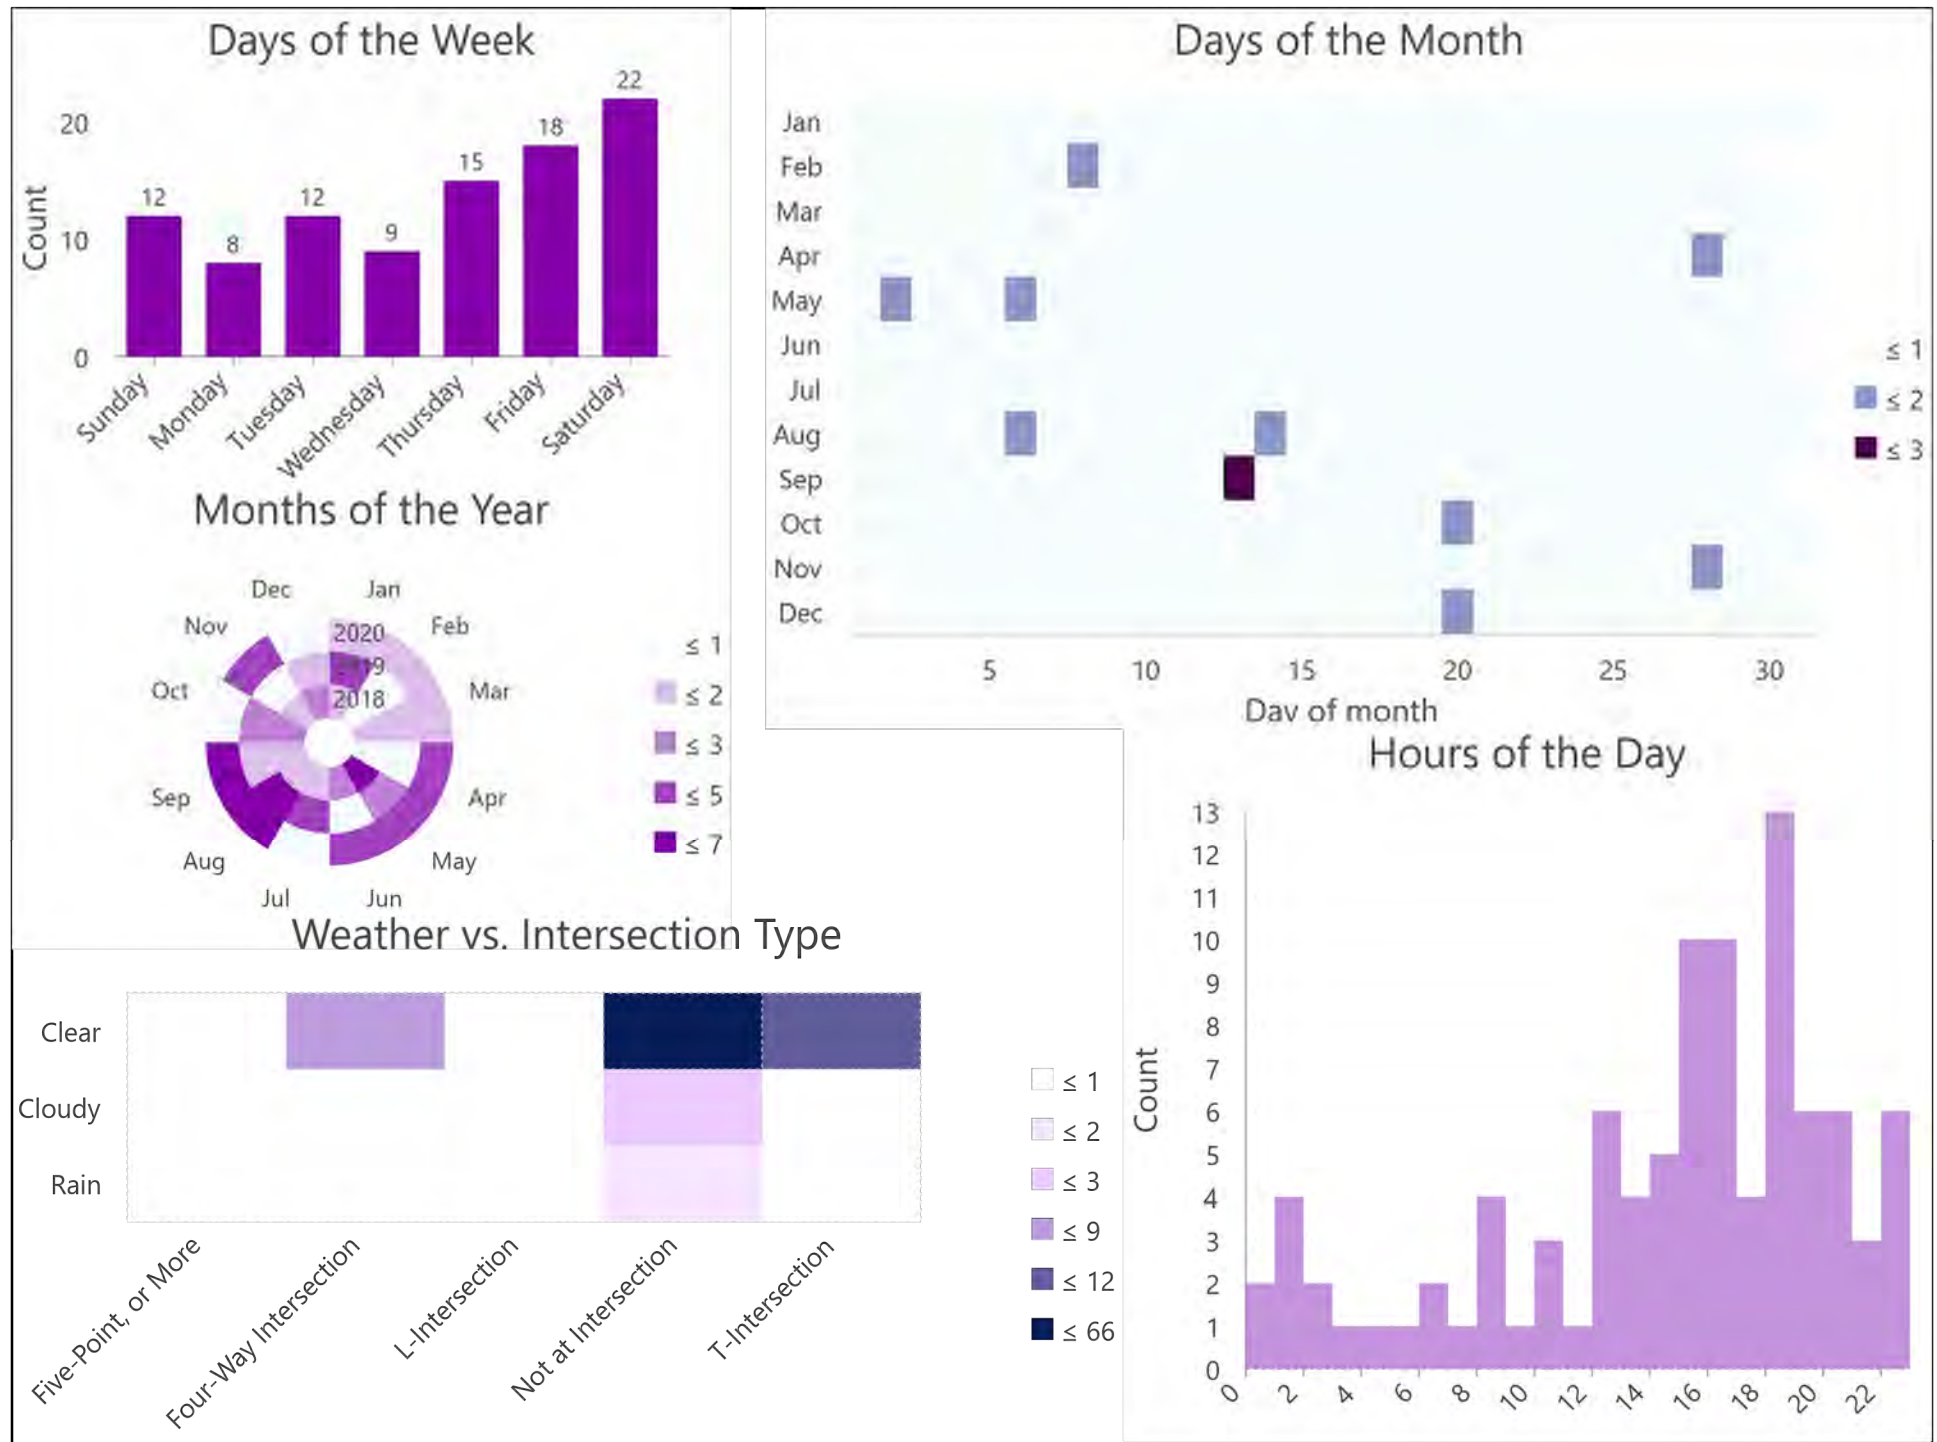 Days of the Week
Count
20
10
0
12
8
12
9
15
18
22
Sunday
Monday
Tuesday
Wednesday
Thursday
Friday
Saturday
Days of the Month
Jan
Feb
Mar
Apr
May
Jun
Jul
Aug
Sep
Oct
Nov
Dec
5 10 15 20 25 30
Day of month
≤ 1
≤ 2
≤ 3
Months of the Year
Jan
Feb
Mar
Apr
May
Jun
Jul
Aug
Sep
Oct
Nov
Dec
2020
2019
2018
≤ 1
≤ 2
≤ 3
≤ 5
≤ 7
Weather vs. Intersection Type
Clear
Cloudy
Rain
Five-Point, or More
Four-Way Intersection
L-Intersection
Not at Intersection
T-Intersection
≤ 1
≤ 2
≤ 3
≤ 9
≤ 12
≤ 66
Hours of the Day
Count
13
12
11
10
9
8
7
6
5
4
3
2
1
0
0 2 4 6 8 10 12 14 16 18 20 22